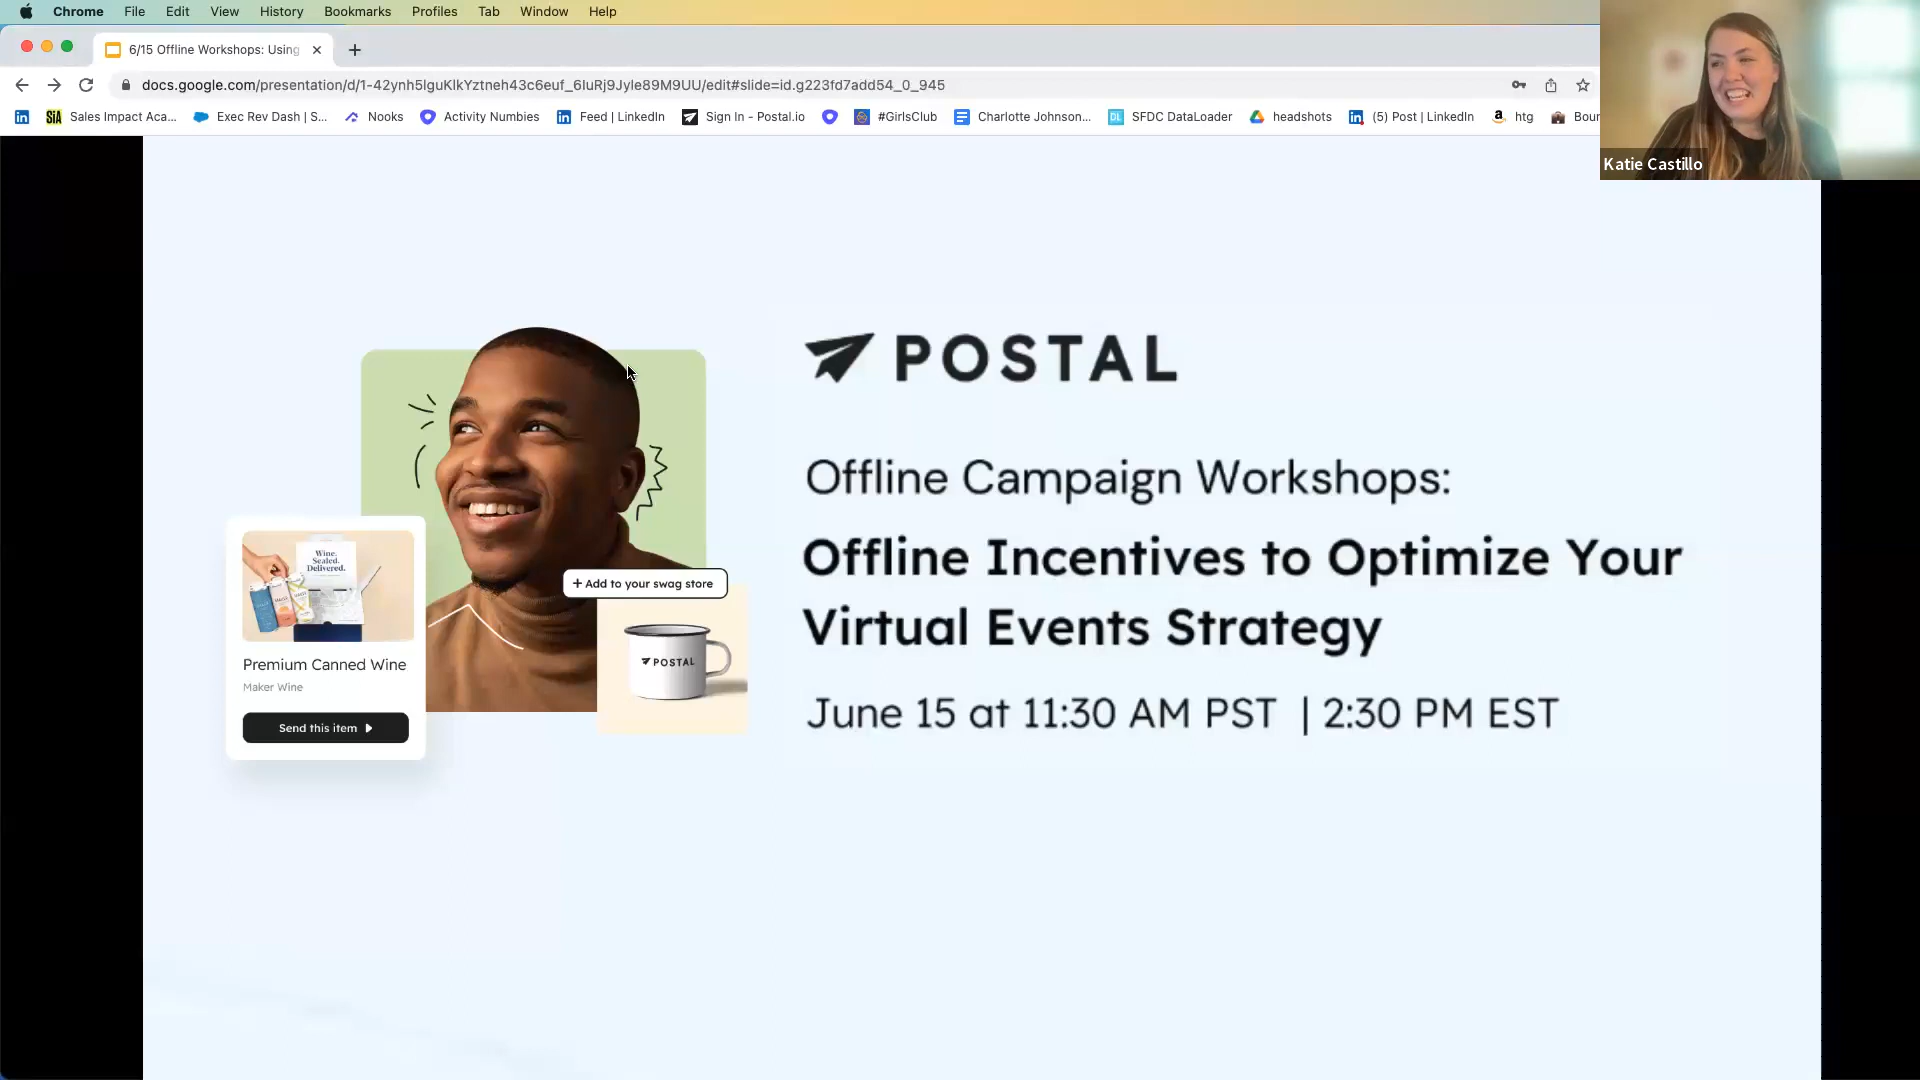 Chrome File Edit View History Bookmarks Profiles Tab Window Help
6/15 Offline Workshops: Using
docs.google.com/presentation/d/1-42ynh5lguKlkYztneh43c6euf_6IuRj9Jyle89M9UU/edit#slide=id.g223fd7add54_0_945
SiA Sales Impact Aca... Exec Rev Dash | S... Nooks Activity Numbies Feed | LinkedIn Sign In - Postal.io #GirlsClub Charlotte Johnson... DL SFDC DataLoader headshots (5) Post | LinkedIn htg Bour
Katie Castillo
POSTAL
Offline Campaign Workshops:
Offline Incentives to Optimize Your
Virtual Events Strategy
June 15 at 11:30 AM PST | 2:30 PM EST
Wine.
Sealed.
Delivered.
Premium Canned Wine
Maker Wine
Send this item
+ Add to your swag store
POSTAL